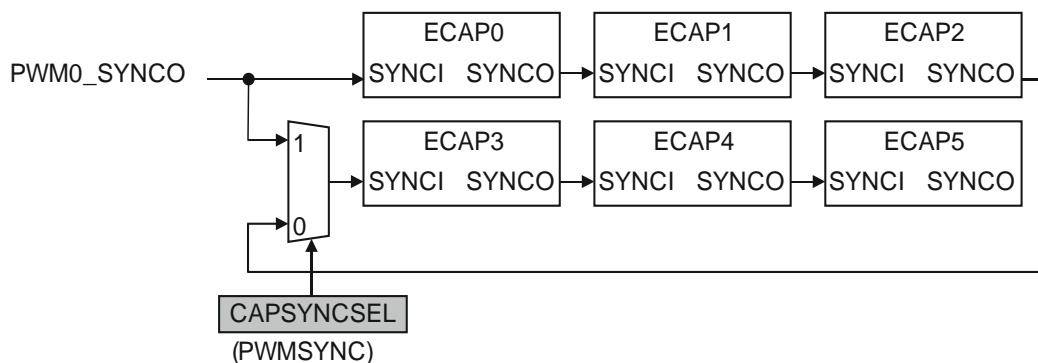 ECAP0 ECAP1 ECAP2
PWM0_SYNCO SYNCI SYNCO SYNCI SYNCO SYNCI SYNCO
1 ECAP3 ECAP4 ECAP5
SYNCI SYNCO SYNCI SYNCO SYNCI SYNCO
0
CAPSYNCSEL
(PWMSYNC)